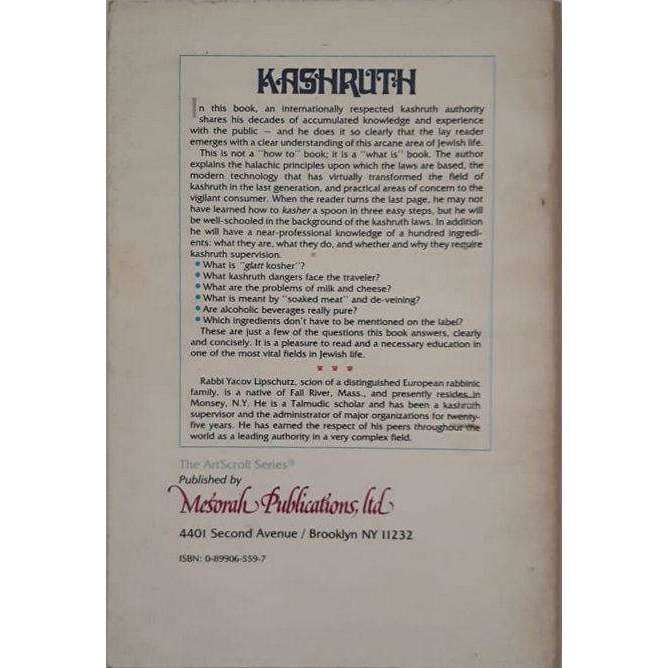 KASHRUTH
In this book, an internationally respected kashruth authority
shares his decades of accumulated knowledge and experience
with the public — and he does it so clearly that the lay reader
emerges with a clear understanding of this arcane area of Jewish life.
This is not a "how to" book; it is a "what is" book. The author
explains the halachic principles upon which the laws are based, the
modern technology that has virtually transformed the field of
kashruth in the last generation, and practical areas of concern to the
vigilant consumer. When the reader turns the last page, he may not
have learned how to kasher a spoon in three easy steps, but he will
be well-schooled in the background of the kashruth laws. In addition
he will have a near-professional knowledge of a hundred ingredi-
ents: what they are, what they do, and whether and why they require
kashruth supervision.
• What is "glatt kosher"?
• What kashruth dangers face the traveler?
• What are the problems of milk and cheese?
• What is meant by "soaked meat" and de-veining?
• Are alcoholic beverages really pure?
• Which ingredients don't have to be mentioned on the label?
These are just a few of the questions this book answers, clearly
and concisely. It is a pleasure to read and a necessary education in
one of the most vital fields in Jewish life.
* * *
Rabbi Yacov Lipschutz, scion of a distinguished European rabbinic
family, is a native of Fall River, Mass., and presently resides in
Monsey, N.Y. He is a Talmudic scholar and has been a kashruth
supervisor and the administrator of major organizations for twenty-
five years. He has earned the respect of his peers throughout the
world as a leading authority in a very complex field.
The ArtScroll Series®
Published by
Mesorah Publications, ltd
4401 Second Avenue / Brooklyn NY 11232
ISBN: 0-89906-559-7